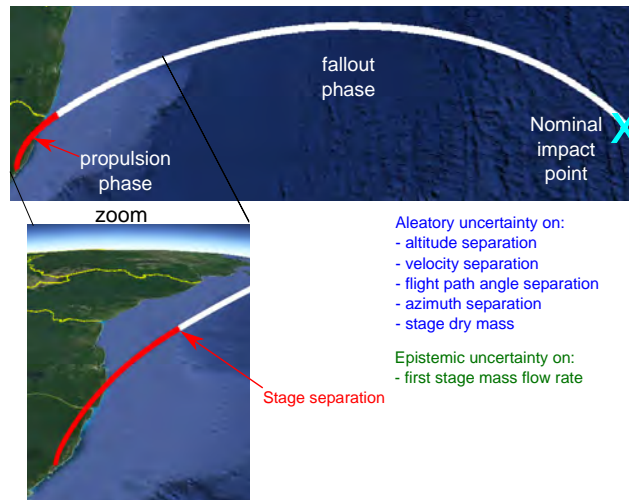 fallout
phase
Nominal
impact
point
X
propulsion
phase
zoom
Aleatory uncertainty on:
- altitude separation
- velocity separation
- flight path angle separation
- azimuth separation
- stage dry mass
Epistemic uncertainty on:
- first stage mass flow rate
Stage separation